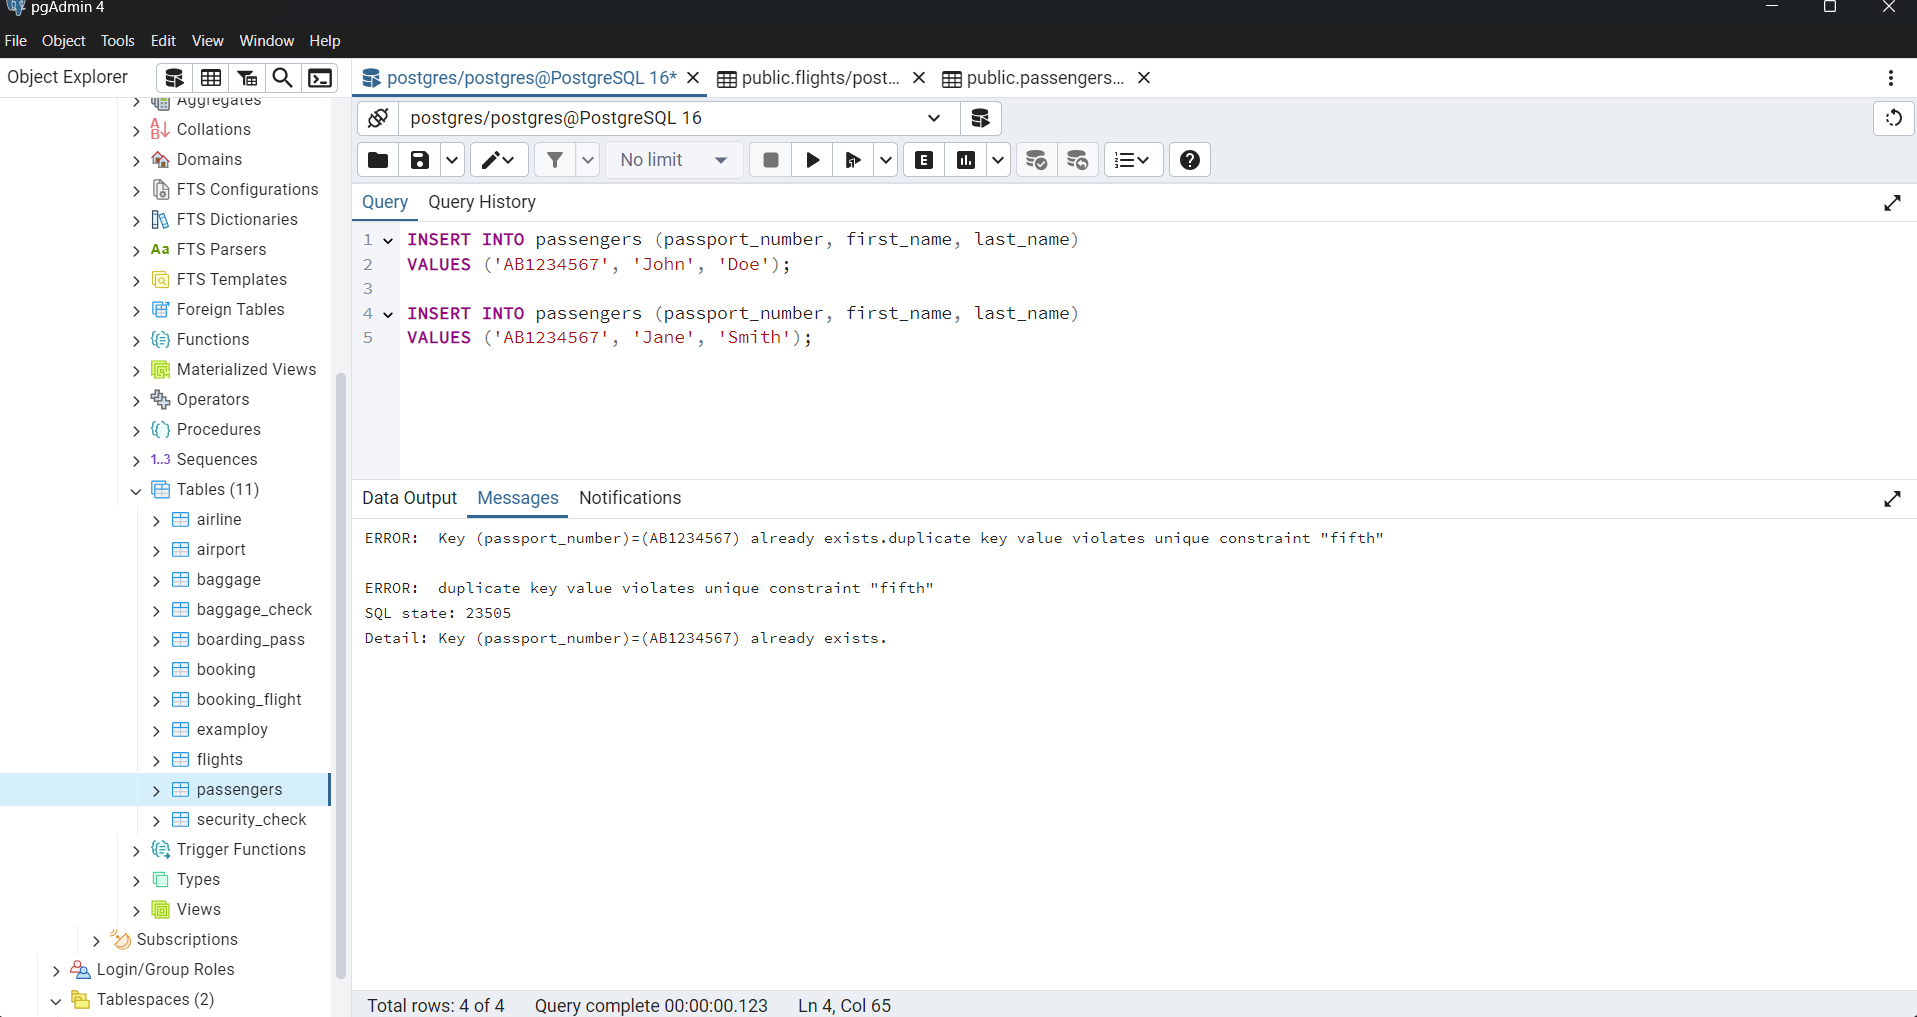 pgAdmin 4
File Object Tools Edit View Window Help
Object Explorer
postgres/postgres@PostgreSQL 16*
public.flights/post...
public.passengers...
postgres/postgres@PostgreSQL 16
No limit
E
Query Query History
1 INSERT INTO passengers (passport_number, first_name, last_name)
2 VALUES ('AB1234567', 'John', 'Doe');
3
4 INSERT INTO passengers (passport_number, first_name, last_name)
5 VALUES ('AB1234567', 'Jane', 'Smith');
Data Output Messages Notifications
ERROR:  Key (passport_number)=(AB1234567) already exists.duplicate key value violates unique constraint "fifth"
ERROR:  duplicate key value violates unique constraint "fifth"
SQL state: 23505
Detail: Key (passport_number)=(AB1234567) already exists.
Total rows: 4 of 4 Query complete 00:00:00.123 Ln 4, Col 65
Aggregates
Collations
Domains
FTS Configurations
FTS Dictionaries
Aa FTS Parsers
FTS Templates
Foreign Tables
Functions
Materialized Views
Operators
Procedures
1..3 Sequences
Tables (11)
airline
airport
baggage
baggage_check
boarding_pass
booking
booking_flight
examploy
flights
passengers
security_check
Trigger Functions
Types
Views
Subscriptions
Login/Group Roles
Tablespaces (2)